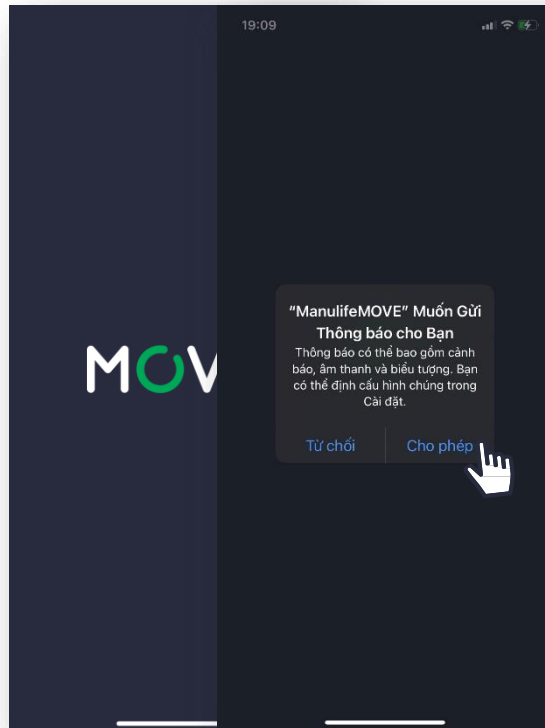 19:09
MOV
“ManulifeMOVE” Muốn Gửi
Thông báo cho Bạn
Thông báo có thể bao gồm cảnh
báo, âm thanh và biểu tượng. Bạn
có thể định cấu hình chúng trong
Cài đặt.
Từ chối
Cho phép